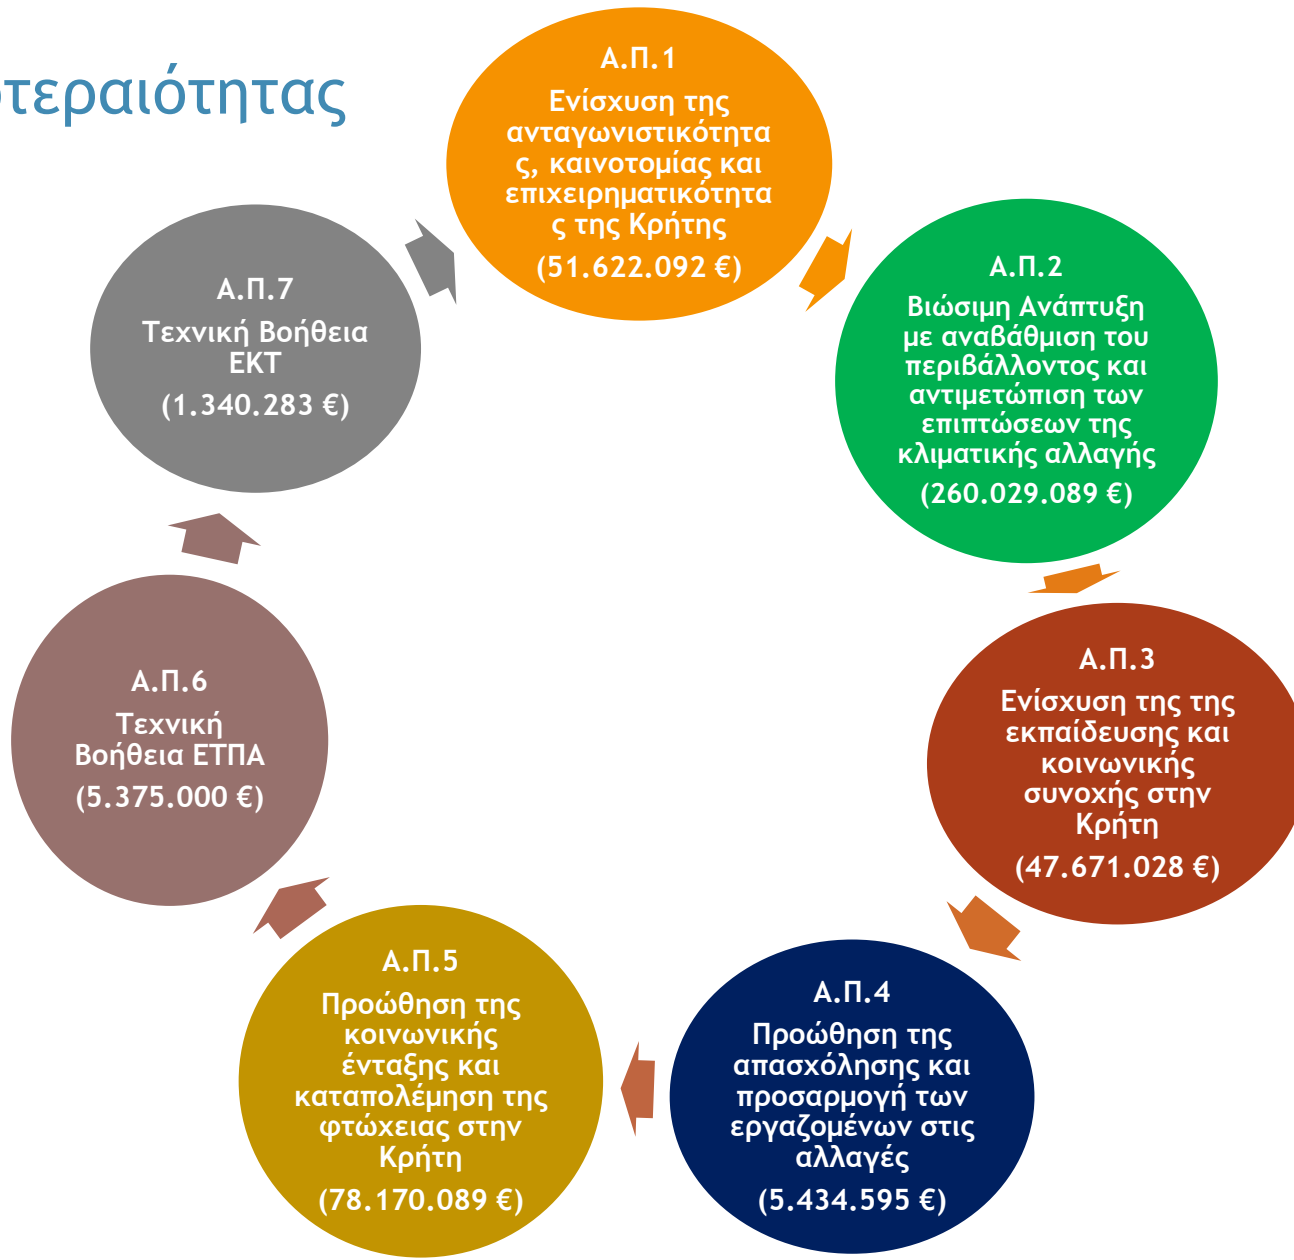 οτεραιότητας
Α.Π.1
Ενίσχυση της
ανταγωνιστικότητα
ς, καινοτομίας και
επιχειρηματικότητα
ς της Κρήτης
(51.622.092 €)
Α.Π.2
Βιώσιμη Ανάπτυξη
με αναβάθμιση του
περιβάλλοντος και
αντιμετώπιση των
επιπτώσεων της
κλιματικής αλλαγής
(260.029.089 €)
Α.Π.3
Ενίσχυση της της
εκπαίδευσης και
κοινωνικής
συνοχής στην
Κρήτη
(47.671.028 €)
Α.Π.4
Προώθηση της
απασχόλησης και
προσαρμογή των
εργαζομένων στις
αλλαγές
(5.434.595 €)
Α.Π.5
Προώθηση της
κοινωνικής
ένταξης και
καταπολέμηση της
φτώχειας στην
Κρήτη
(78.170.089 €)
Α.Π.6
Τεχνική
Βοήθεια ΕΤΠΑ
(5.375.000 €)
Α.Π.7
Τεχνική Βοήθεια
ΕΚΤ
(1.340.283 €)